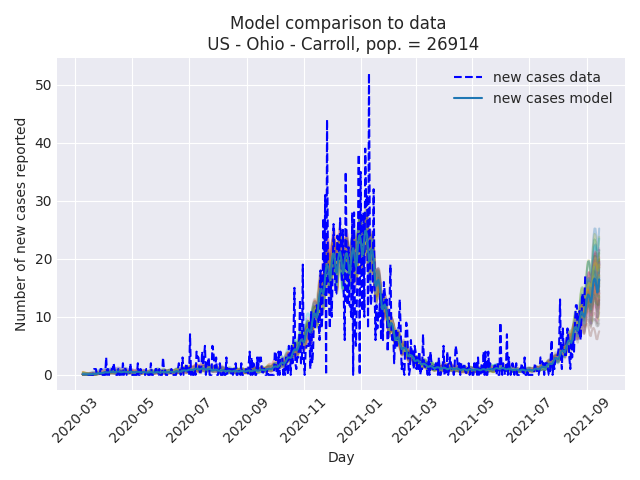 Model comparison to data
US - Ohio - Carroll, pop. = 26914
new cases data
new cases model
Number of new cases reported
50
40
30
20
10
0
2020-03
2020-05
2020-07
2020-09
2020-11
2021-01
2021-03
2021-05
2021-07
2021-09
Day